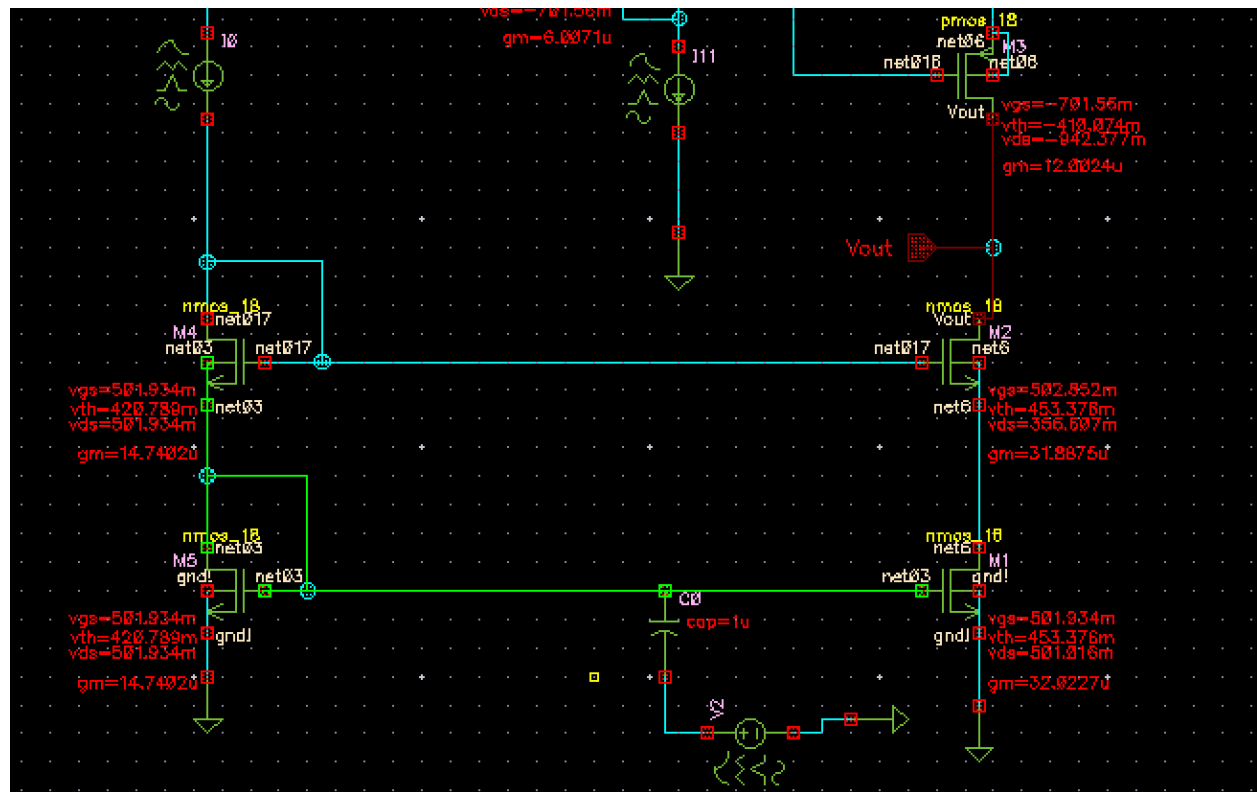 vds=-701.56m
gm=6.0071u
I0
I11
pmos_18
net06
M3
net016
net06
Vout
vgs=-701.56m
vth=-410.074m
vds=-942.377m
gm=12.0024u
Vout
nmos_18
net017
M4
net03
net017
vgs=501.934m
vth=420.789m
vds=501.934m
net03
gm=14.7402u
nmos_18
Vout
M2
net017
net6
vgs=502.852m
vth=453.376m
vds=356.607m
net6
gm=31.8875u
nmos_18
net03
M5
gnd!
net03
vgs=501.934m
vth=420.789m
vds=501.934m
gnd!
gm=14.7402u
C0
cap=1u
V2
nmos_18
net6
M1
net03
gnd!
vgs=501.934m
vth=453.376m
vds=501.016m
gnd!
gm=32.0227u